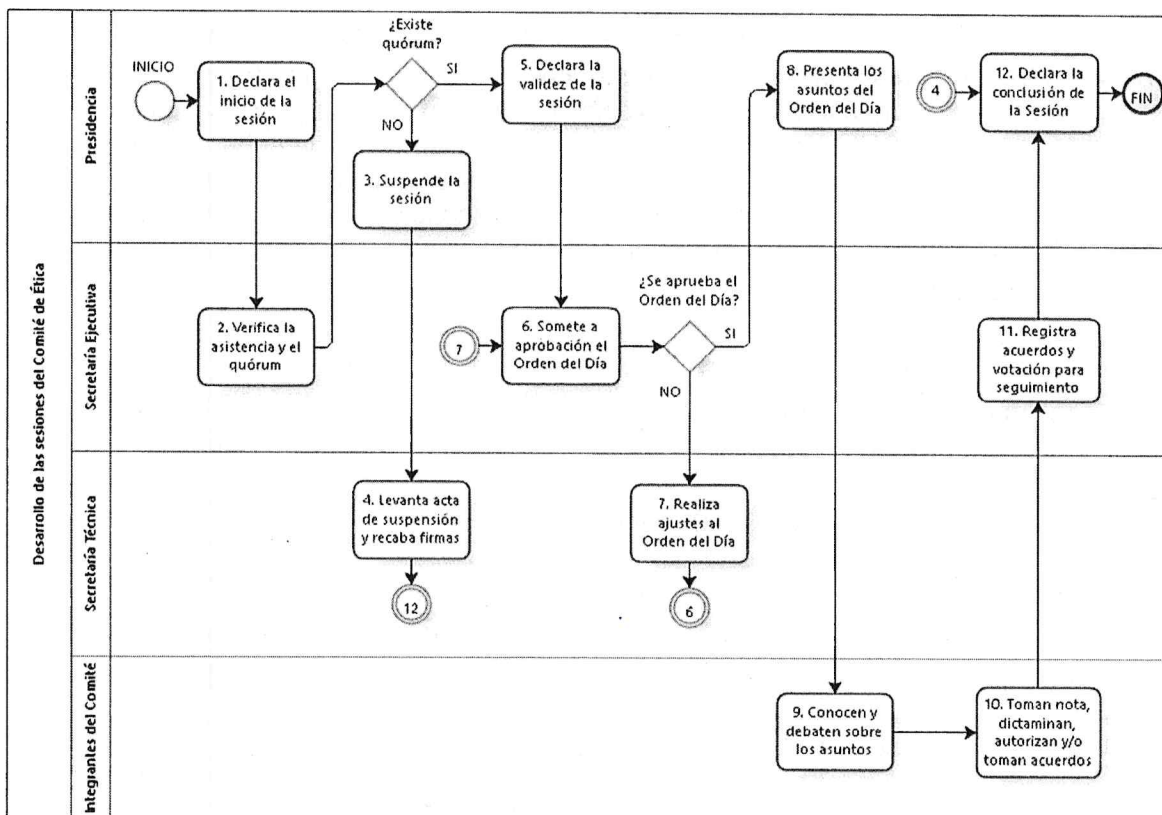 Desarrollo de las sesiones del Comité de Ética
Presidencia
INICIO
1. Declara el
inicio de la
sesión
¿Existe
quórum?
SI
NO
3. Suspende la
sesión
5. Declara la
validez de la
sesión
8. Presenta los
asuntos del
Orden del Día
4
12. Declara la
conclusión de
la Sesión
FIN
Secretaría Ejecutiva
2. Verifica la
asistencia y el
quórum
7
6. Somete a
aprobación el
Orden del Día
¿Se aprueba el
Orden del Día?
SI
NO
11. Registra
acuerdos y
votación para
seguimiento
Secretaría Técnica
4. Levanta acta
de suspensión
y recaba firmas
12
7. Realiza
ajustes al
Orden del Día
6
Integrantes del Comité
9. Conocen y
debaten sobre
los asuntos
10. Toman nota,
dictaminan,
autorizan y/o
toman acuerdos